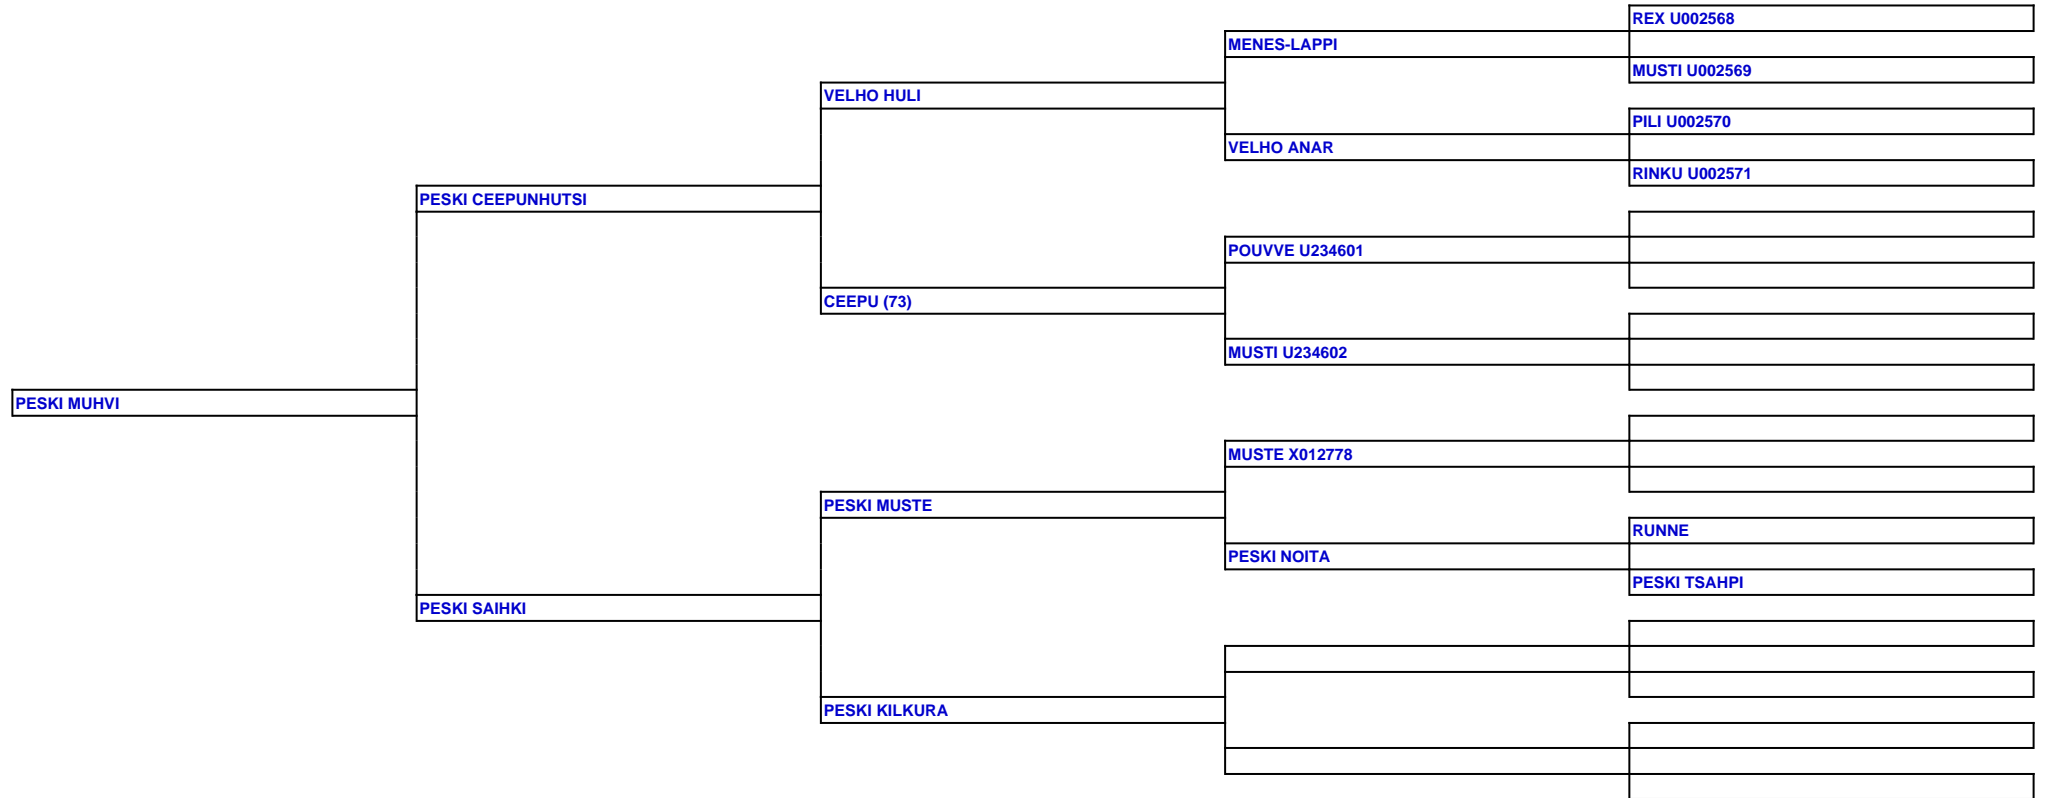 REX U002568
MENES-LAPPI
MUSTI U002569
VELHO HULI
PILI U002570
VELHO ANAR
RINKU U002571
PESKI CEEPUNHUTSI
POUVVE U234601
CEEPU (73)
MUSTI U234602
PESKI MUHVI
MUSTE X012778
PESKI MUSTE
RUNNE
PESKI NOITA
PESKI TSAHPI
PESKI SAIHKI
PESKI KILKURA